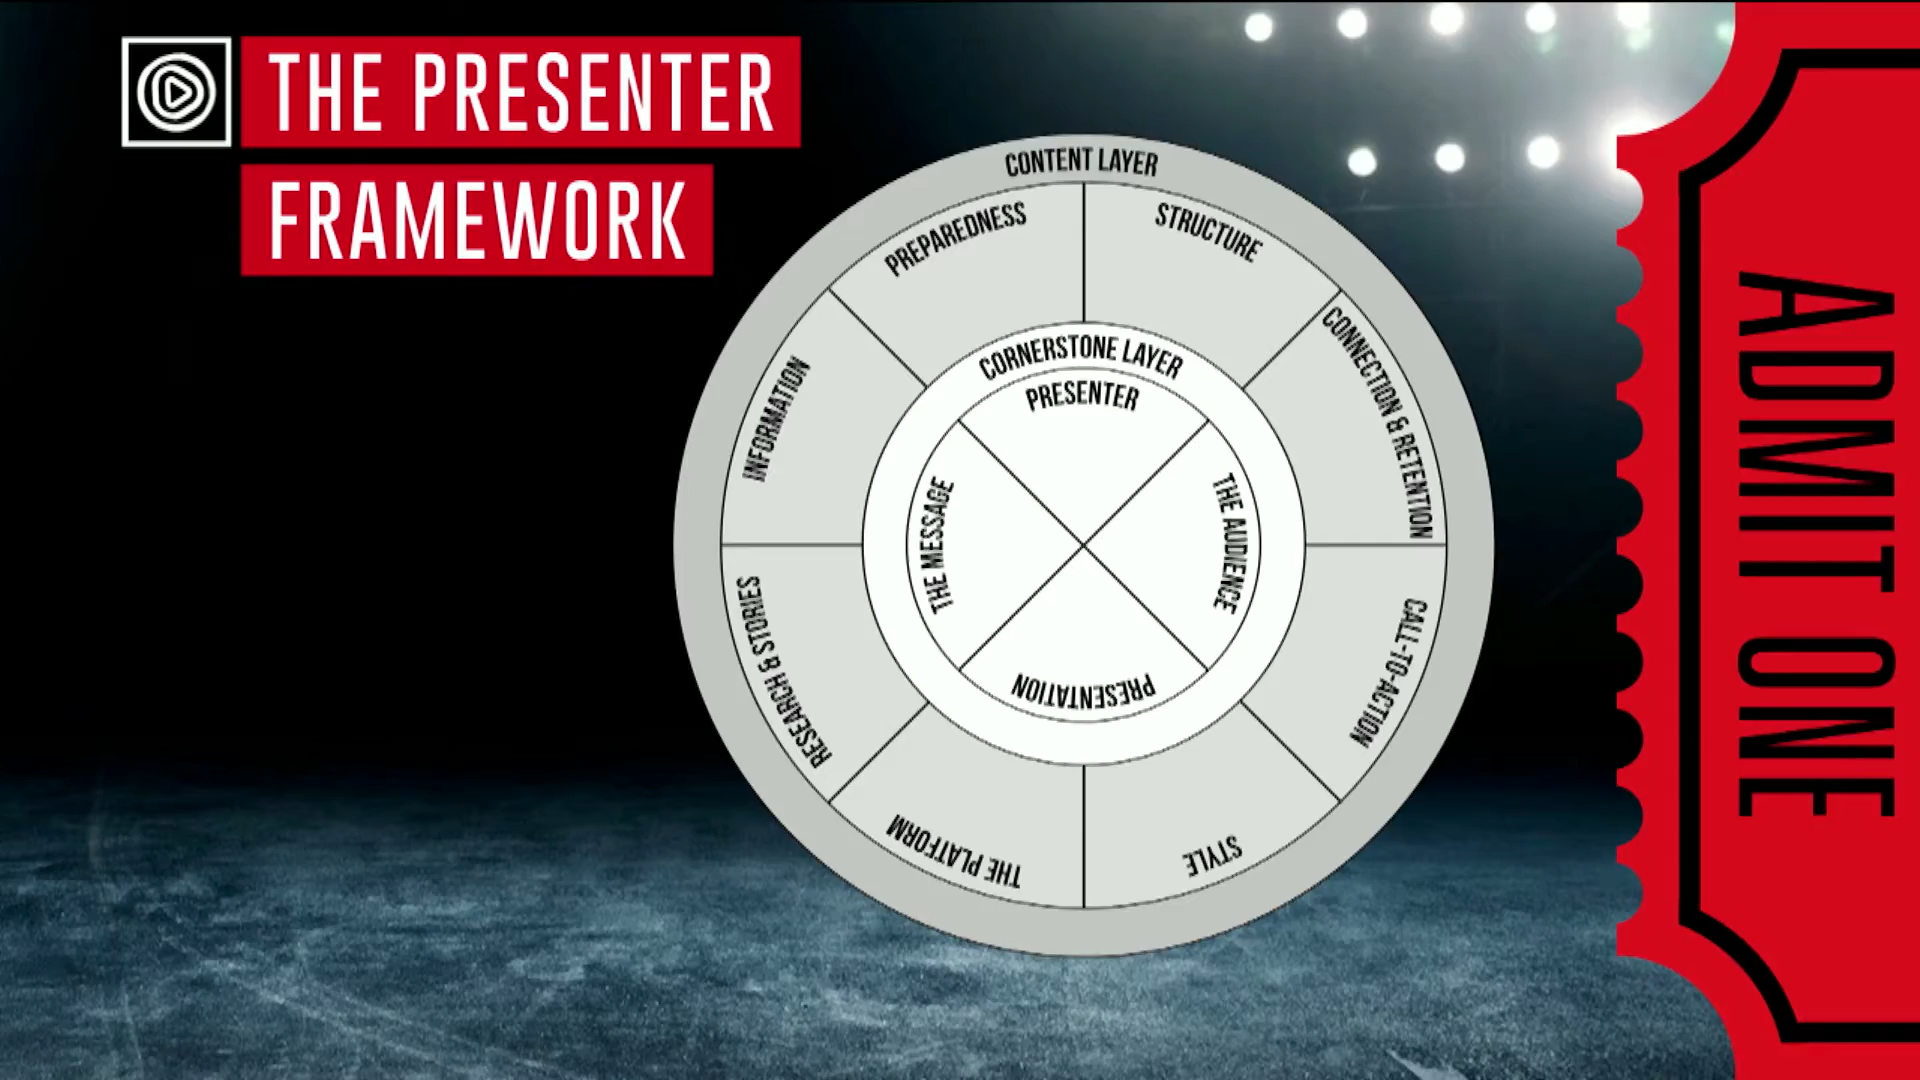 THE PRESENTER
FRAMEWORK
CONTENT LAYER
PREPAREDNESS
STRUCTURE
CONNECTION & RETENTION
CALL-TO-ACTION
STYLE
THE PLATFORM
RESEARCH & STORIES
INFORMATION
CORNERSTONE LAYER
PRESENTER
THE AUDIENCE
PRESENTATION
THE MESSAGE
ADMIT ONE